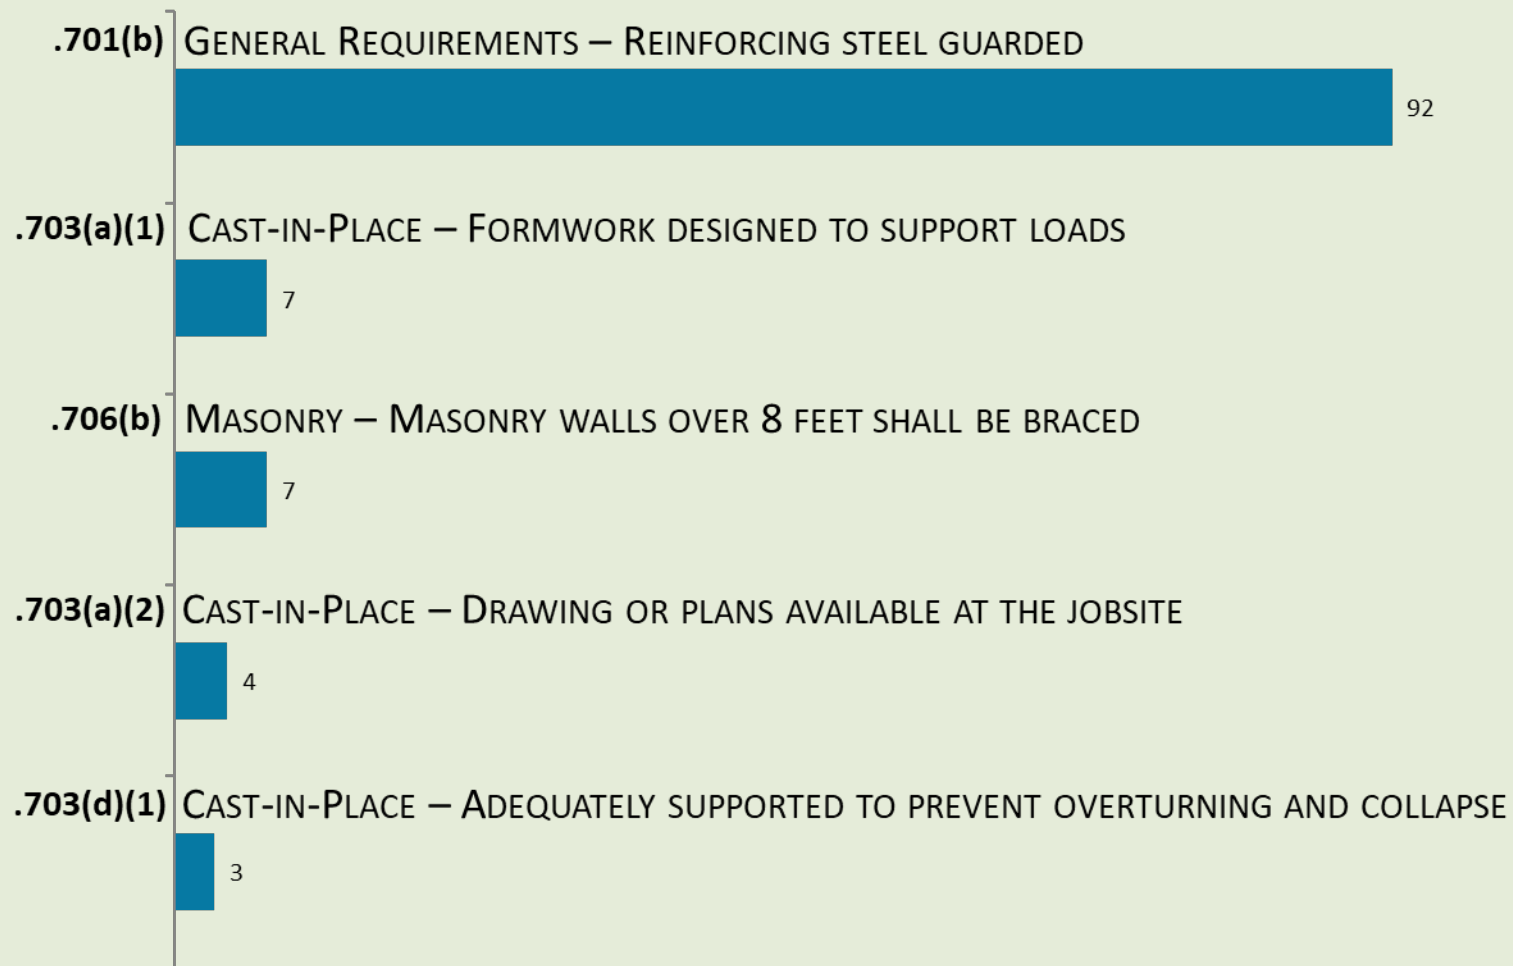 .701(b) General Requirements – Reinforcing steel guarded
92
.703(a)(1) Cast-in-Place – Formwork designed to support loads
7
.706(b) Masonry – Masonry walls over 8 feet shall be braced
7
.703(a)(2) Cast-in-Place – Drawing or plans available at the jobsite
4
.703(d)(1) Cast-in-Place – Adequately supported to prevent overturning and collapse
3